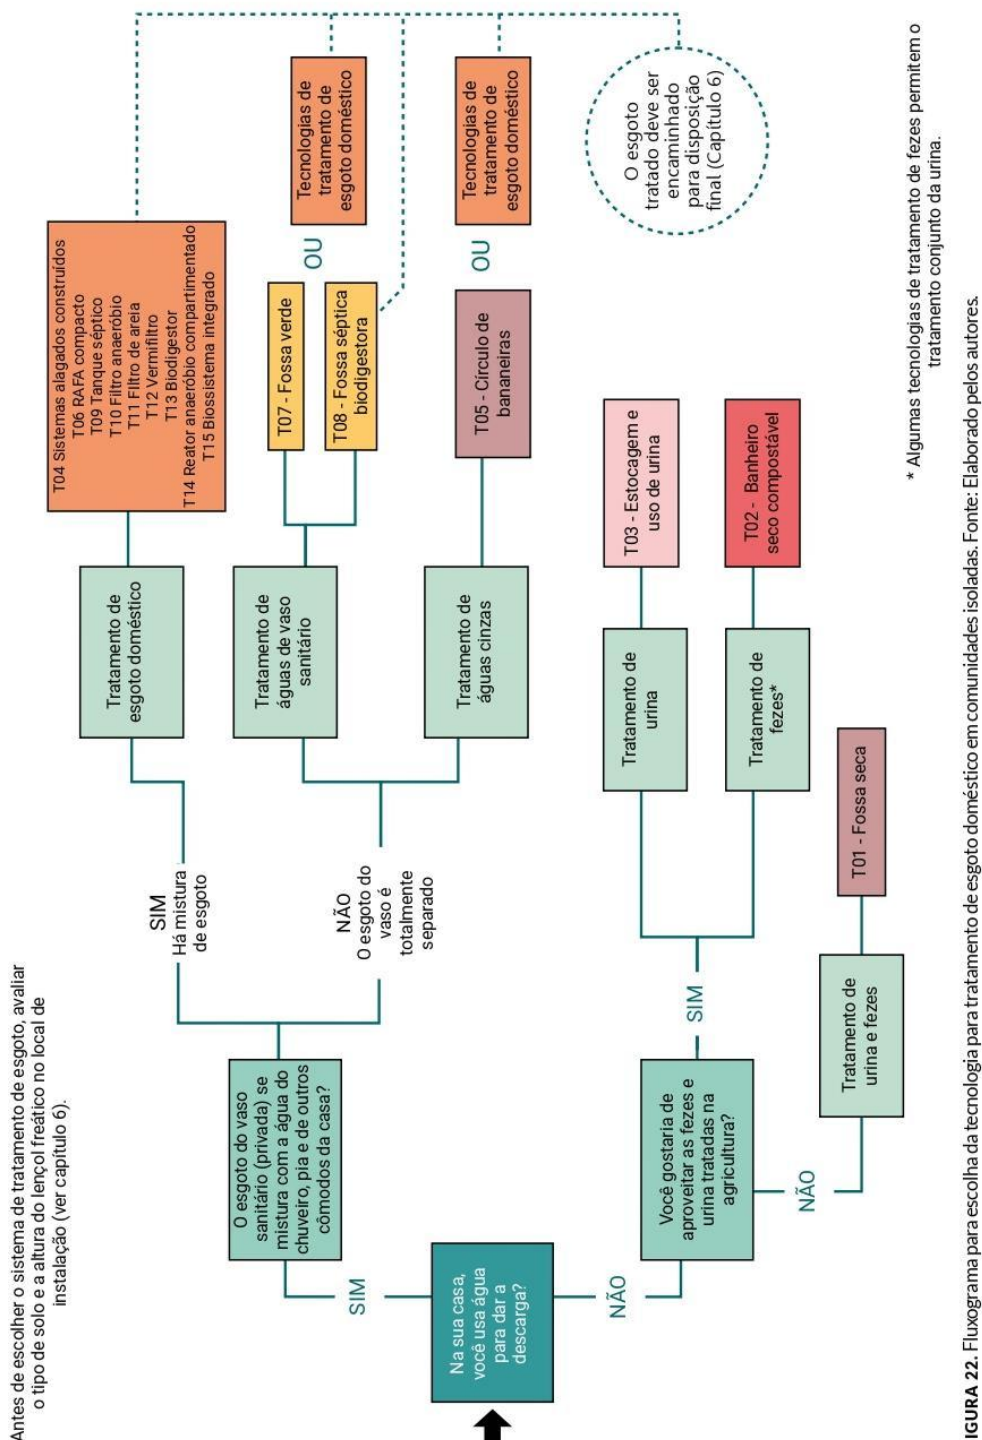 Antes de escolher o sistema de tratamento de esgoto, avaliar
o tipo de solo e a altura do lençol freático no local de
instalação (ver capítulo 6).
Na sua casa,
você usa água
para dar a
descarga?
SIM
O esgoto do vaso
sanitário (privada) se
mistura com a água do
chuveiro, pia e de outros
cômodos da casa?
SIM
Há mistura
de esgoto
Tratamento de
esgoto doméstico
T04 Sistemas alagados construídos
T06 RAFA compacto
T09 Tanque séptico
T10 Filtro anaeróbio
T11 FIltro de areia
T12 Vermifiltro
T13 Biodigestor
T14 Reator anaeróbio compartimentado
T15 Biossistema integrado
NÃO
O esgoto do
vaso é
totalmente
separado
Tratamento de
águas de vaso
sanitário
T07 - Fossa verde
T08 - Fossa séptica
biodigestora
OU
Tecnologias de
tratamento de
esgoto doméstico
Tratamento de
águas cinzas
T05 - Círculo de
bananeiras
OU
Tecnologias de
tratamento de
esgoto doméstico
O esgoto
tratado deve ser
encaminhado
para disposição
final (Capítulo 6)
NÃO
Você gostaria de
aproveitar as fezes e
urina tratadas na
agricultura?
SIM
Tratamento de
urina
T03 - Estocagem e
uso de urina
Tratamento de
fezes*
T02 - Banheiro
seco compostável
NÃO
Tratamento de
urina e fezes
T01 - Fossa seca
* Algumas tecnologias de tratamento de fezes permitem o
tratamento conjunto da urina.
IGURA 22. Fluxograma para escolha da tecnologia para tratamento de esgoto doméstico em comunidades isoladas. Fonte: Elaborado pelos autores.